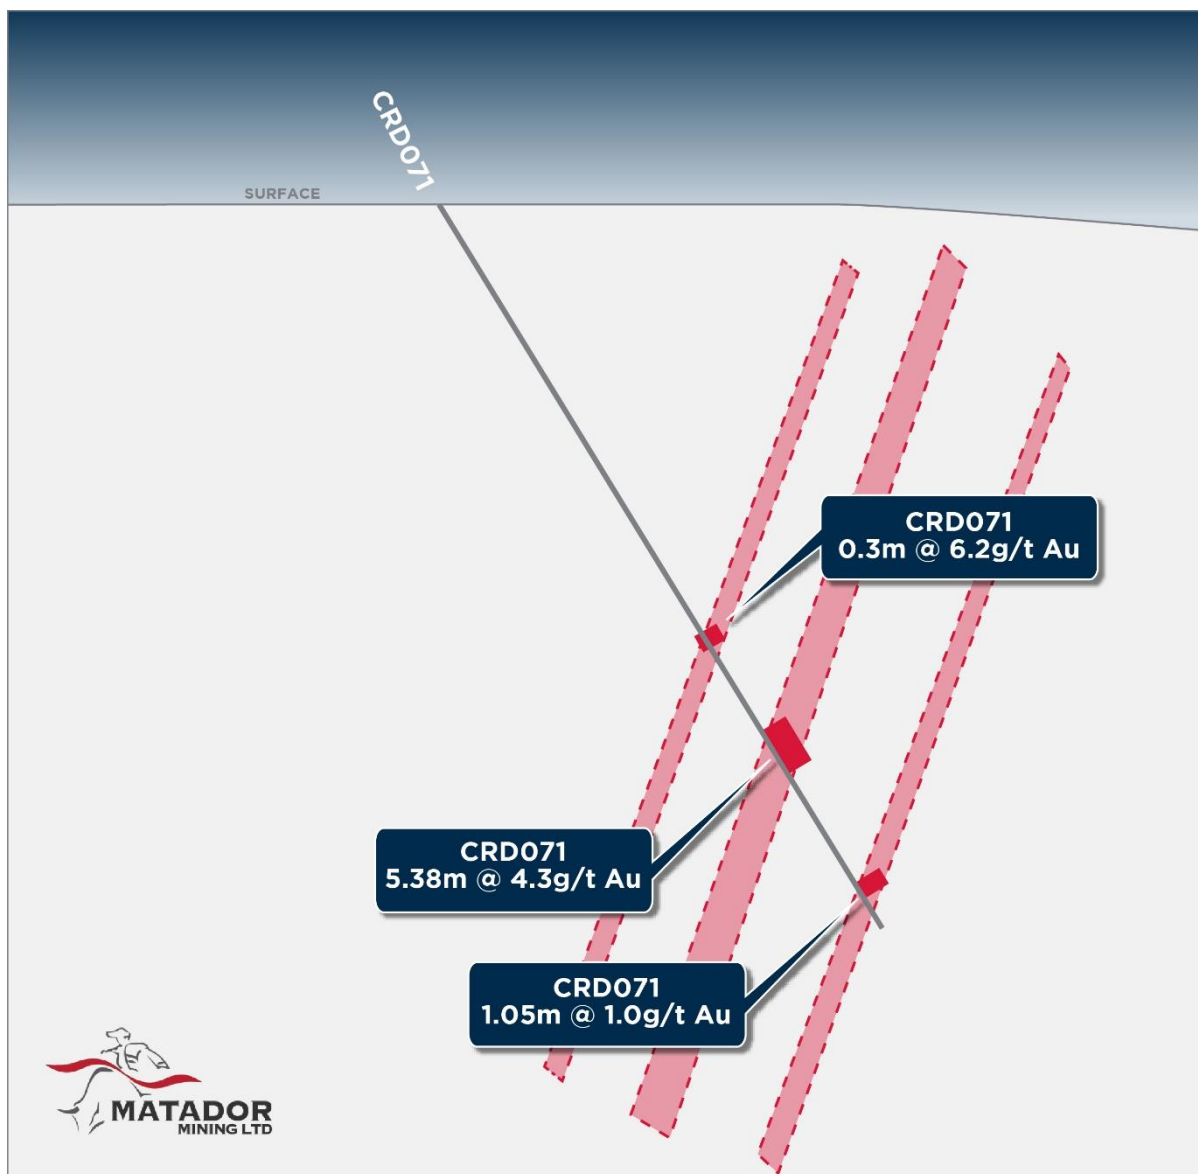 CRD071
SURFACE
CRD071
0.3m @ 6.2g/t Au
CRD071
5.38m @ 4.3g/t Au
CRD071
1.05m @ 1.0g/t Au
MATADOR
MINING LTD